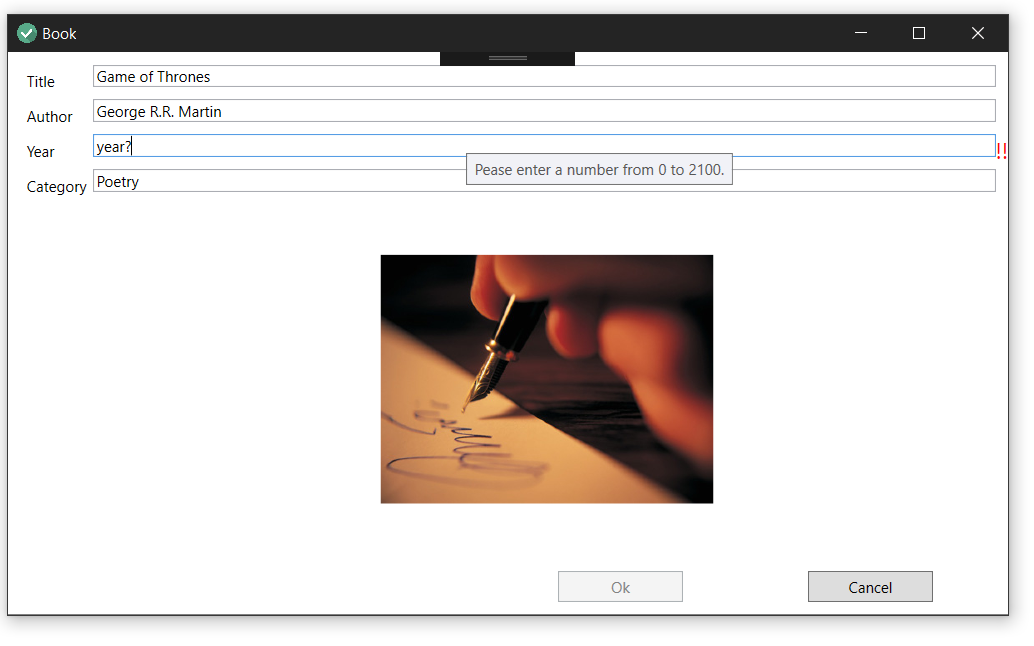 Book
Title Game of Thrones
Author George R.R. Martin
Year year? !!
Pease enter a number from 0 to 2100.
Category Poetry
Ok Cancel